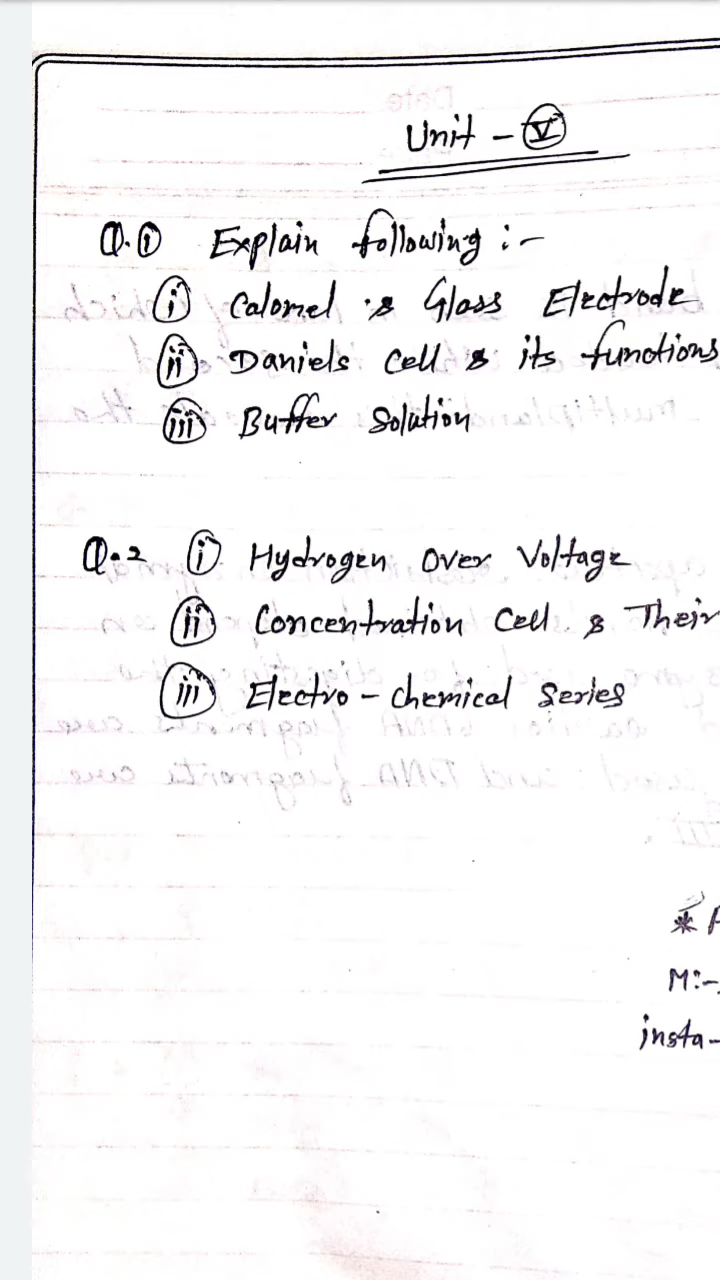 Unit - V
Q.1 Explain following :-
i Calomel & Glass Electrode
ii Daniels Cell & its functions
iii Buffer Solution
Q.2 i Hydrogen Over Voltage
ii Concentration Cell & Their
iii Electro - chemical Series
M:-
insta-